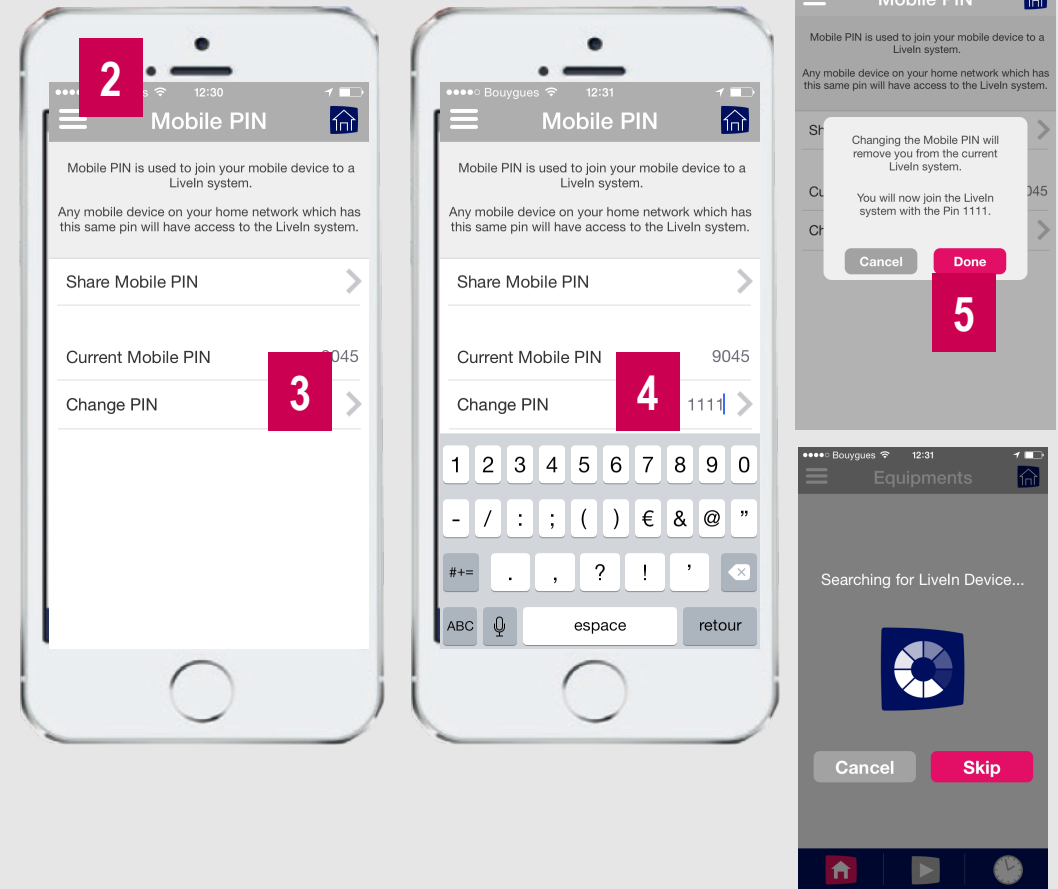 2
s 12:30
Mobile PIN
Mobile PIN is used to join your mobile device to a
LiveIn system.
Any mobile device on your home network which has
this same pin will have access to the LiveIn system.
Share Mobile PIN
Current Mobile PIN 9045
3
Change PIN
Bouygues 12:31
Mobile PIN
Mobile PIN is used to join your mobile device to a
LiveIn system.
Any mobile device on your home network which has
this same pin will have access to the LiveIn system.
Share Mobile PIN
Current Mobile PIN 9045
4
Change PIN 1111
1 2 3 4 5 6 7 8 9 0
- / : ; ( ) € & @ ”
#+= . , ? ! ’
ABC espace retour
Mobile PIN
Mobile PIN is used to join your mobile device to a
LiveIn system.
Any mobile device on your home network which has
this same pin will have access to the LiveIn system.
Sh
Changing the Mobile PIN will
remove you from the current
LiveIn system.
Cu 045
You will now join the LiveIn
system with the Pin 1111.
Ch
Cancel Done
5
Bouygues 12:31
Equipments
Searching for LiveIn Device...
Cancel Skip